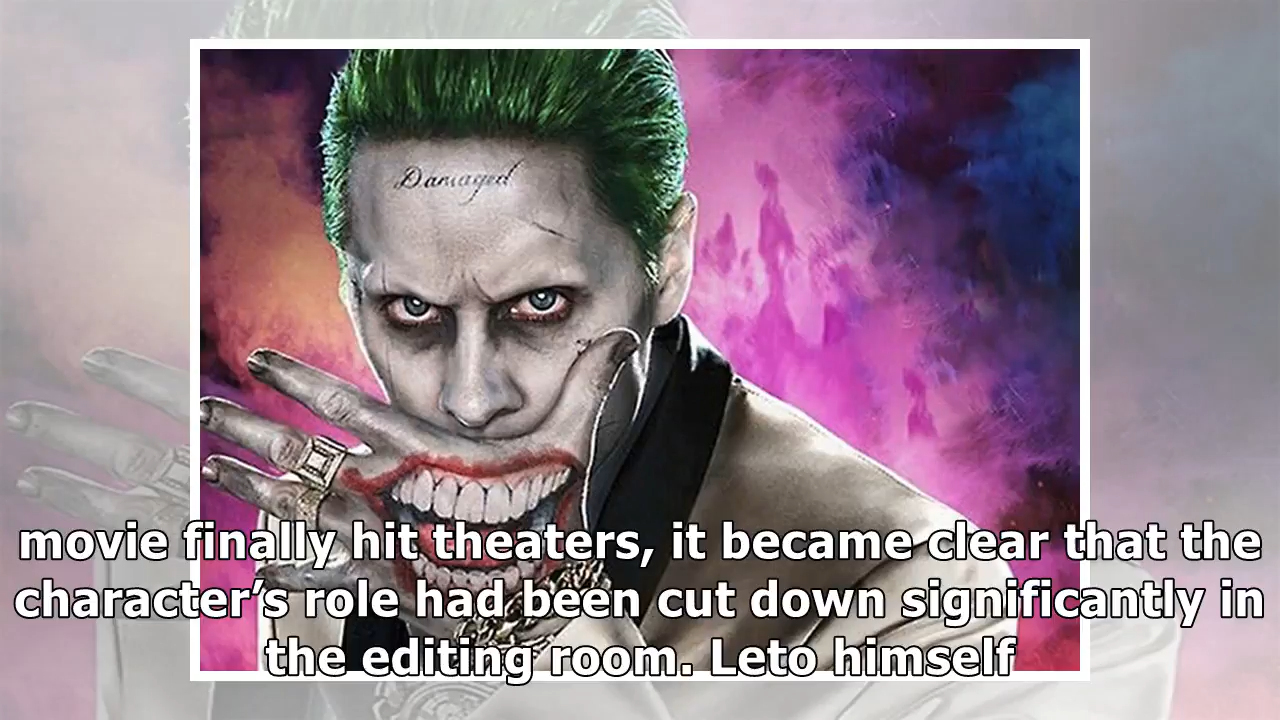 Damaged
movie finally hit theaters, it became clear that the
character’s role had been cut down significantly in
the editing room. Leto himself